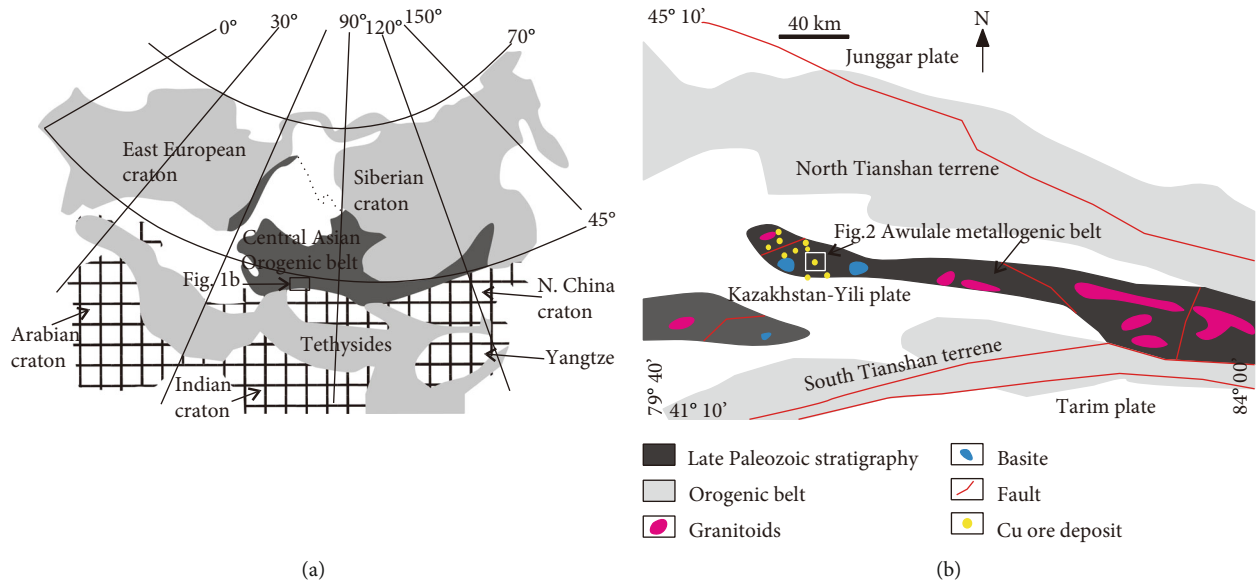 0°
30°
90°
120°
150°
70°
45°
East European
craton
Siberian
craton
Central Asian
Orogenic belt
Fig. 1b
N. China
craton
Arabian
craton
Tethysides
Yangtze
Indian
craton
(a)
45° 10'
40 km
N
Junggar plate
North Tianshan terrene
Fig.2 Awulale metallogenic belt
Kazakhstan-Yili plate
South Tianshan terrene
Tarim plate
79° 40'
41° 10'
84° 00'
Late Paleozoic stratigraphy
Orogenic belt
Granitoids
Basite
Fault
Cu ore deposit
(b)